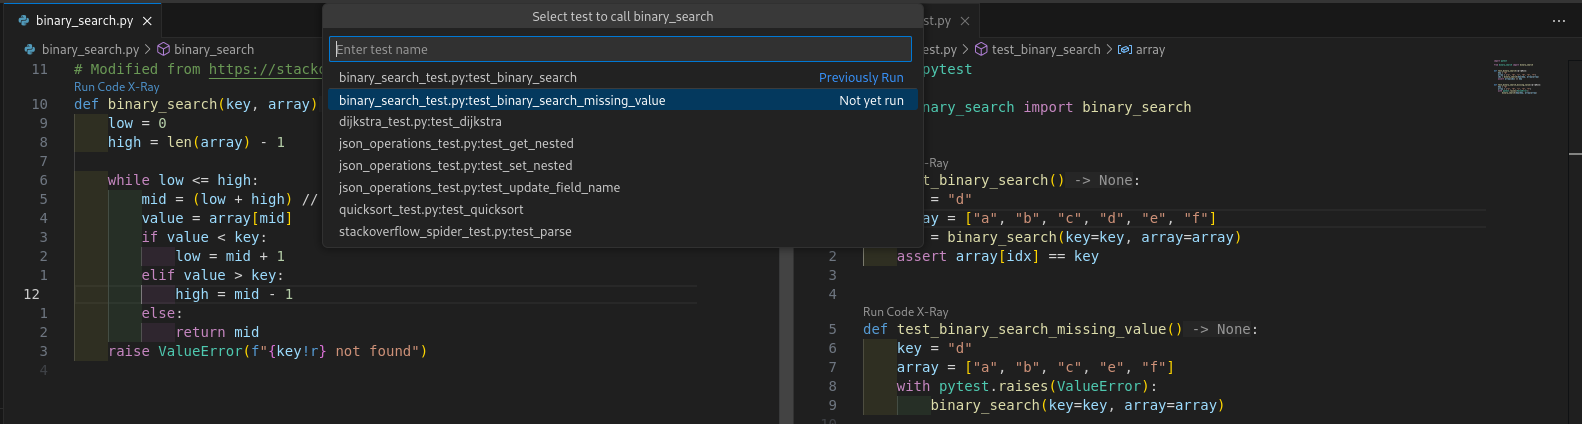 binary_search.py
Select test to call binary_search
st.py
binary_search.py > binary_search
Enter test name
est.py > test_binary_search > array
binary_search_test.py:test_binary_search Previously Run
binary_search_test.py:test_binary_search_missing_value Not yet run
dijkstra_test.py:test_dijkstra
json_operations_test.py:test_get_nested
json_operations_test.py:test_set_nested
json_operations_test.py:test_update_field_name
quicksort_test.py:test_quicksort
stackoverflow_spider_test.py:test_parse
11 # Modified from https://stack
Run Code X-Ray
10 def binary_search(key, array)
9 low = 0
8 high = len(array) - 1
7
6 while low <= high:
5 mid = (low + high) //
4 value = array[mid]
3 if value < key:
2 low = mid + 1
1 elif value > key:
12 high = mid - 1
1 else:
2 return mid
3 raise ValueError(f"{key!r} not found")
4
pytest
nary_search import binary_search
X-Ray
t_binary_search() -> None:
= "d"
ay = ["a", "b", "c", "d", "e", "f"]
= binary_search(key=key, array=array)
2 assert array[idx] == key
3
4
Run Code X-Ray
5 def test_binary_search_missing_value() -> None:
6 key = "d"
7 array = ["a", "b", "c", "e", "f"]
8 with pytest.raises(ValueError):
9 binary_search(key=key, array=array)
10